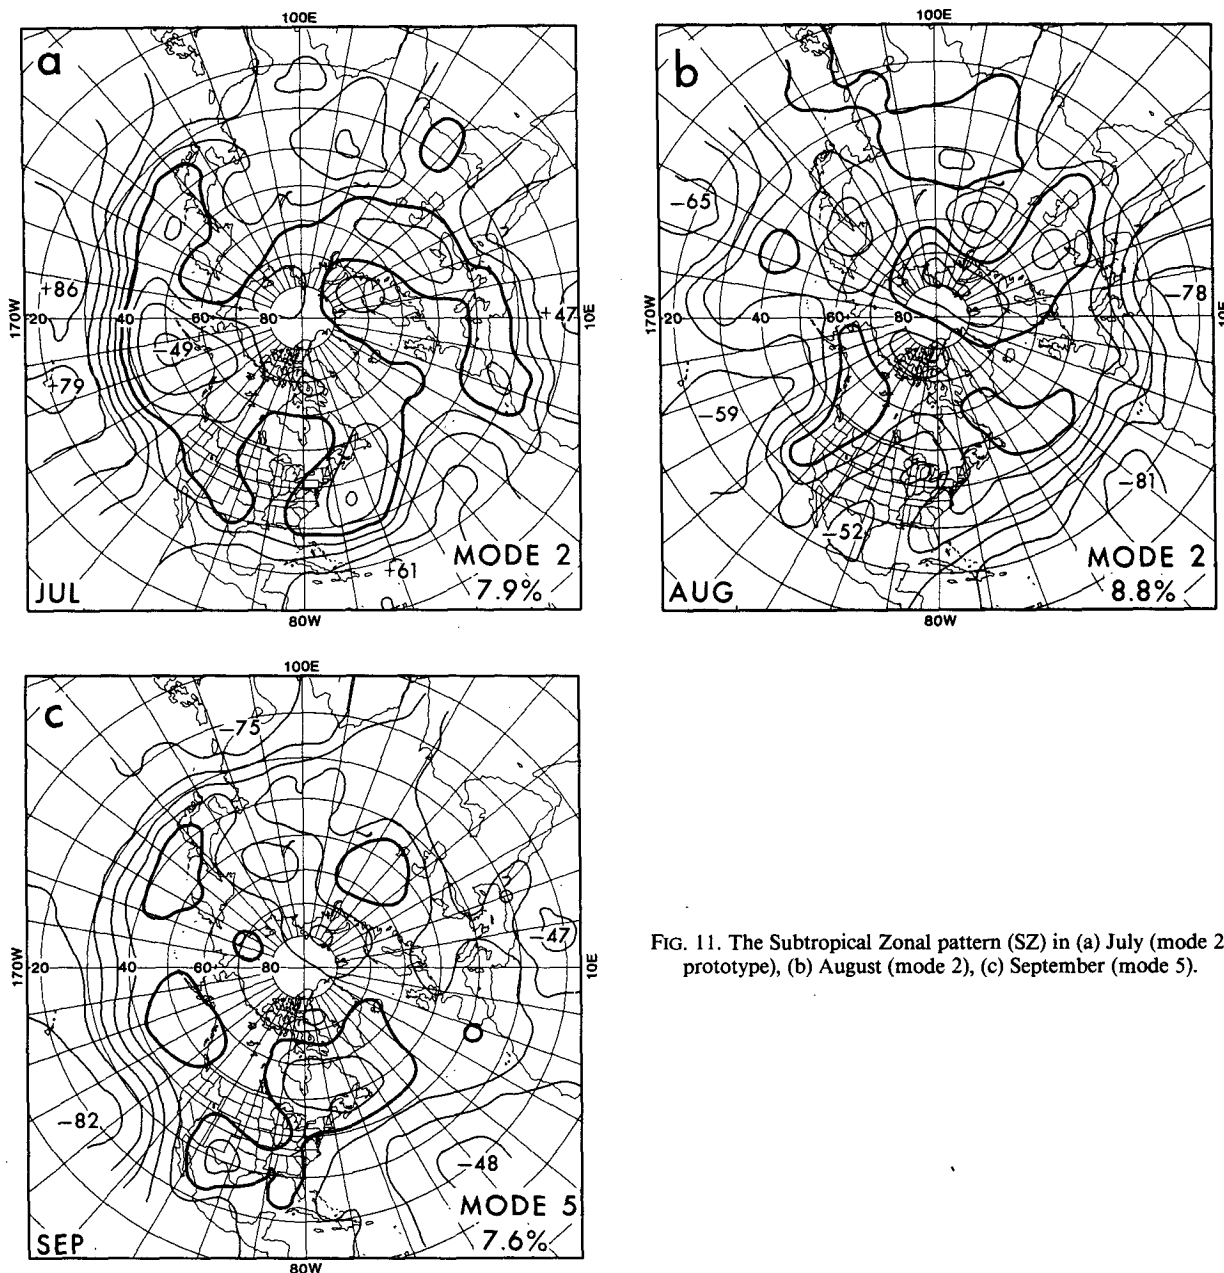 100E
a
+86
170W
20
40
60
80
-49
+47
10E
+79
+61
MODE 2
7.9%
JUL
80W
100E
b
-65
-78
170W
20
40
60
80
10E
-59
-81
-52
MODE 2
8.8%
AUG
80W
100E
c
-75
-47
170W
20
40
60
80
10E
-82
-48
MODE 5
7.6%
SEP
80W
FIG. 11. The Subtropical Zonal pattern (SZ) in (a) July (mode 2
prototype), (b) August (mode 2), (c) September (mode 5).